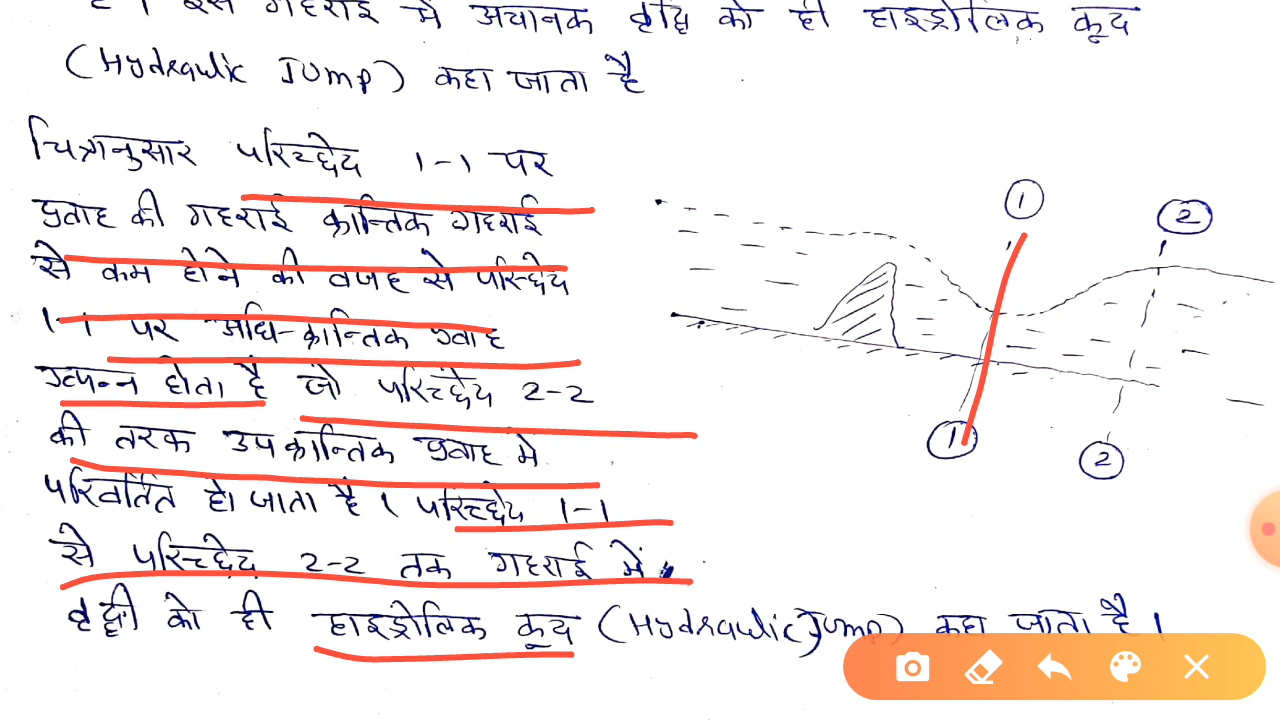 है । इस गहराई में अचानक वृद्धि को ही हाइड्रोलिक कूद
(Hydraulic Jump) कहा जाता है
चित्रानुसार परिच्छेद 1-1 पर
प्रवाह की गहराई क्रान्तिक गहराई
से कम होने की वजह से परिच्छेद
1-1 पर अधि-क्रान्तिक प्रवाह
उत्पन्न होता है जो परिच्छेद 2-2
की तरफ उपक्रान्तिक प्रवाह मे
परिवर्तित हो जाता है । परिच्छेद 1-1
से परिच्छेद 2-2 तक गहराई में
वृद्धी को ही हाइड्रोलिक कूद (Hydraulic Jump) कहा जाता है ।
1
2
1
2